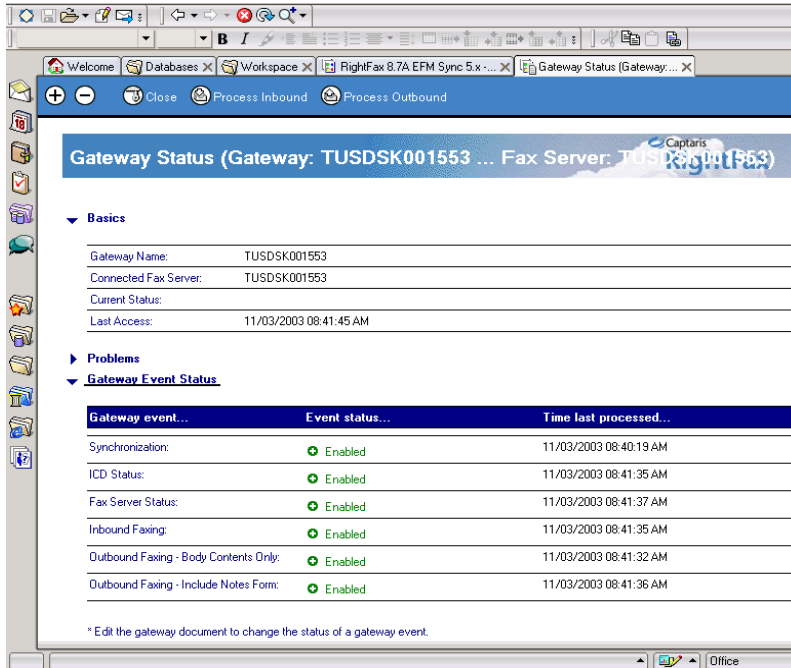 B I
Welcome Databases Workspace RightFax 8.7A EFM Sync 5.x -... Gateway Status (Gateway:...
Close Process Inbound Process Outbound
Captaris
RightFax
Gateway Status (Gateway: TUSDSK001553 ... Fax Server: TUSDSK001553)
Basics
Gateway Name: TUSDSK001553
Connected Fax Server: TUSDSK001553
Current Status:
Last Access: 11/03/2003 08:41:45 AM
Problems
Gateway Event Status
Gateway event... Event status... Time last processed...
Synchronization: Enabled 11/03/2003 08:40:19 AM
ICD Status: Enabled 11/03/2003 08:41:35 AM
Fax Server Status: Enabled 11/03/2003 08:41:37 AM
Inbound Faxing: Enabled 11/03/2003 08:41:35 AM
Outbound Faxing - Body Contents Only: Enabled 11/03/2003 08:41:32 AM
Outbound Faxing - Include Notes Form: Enabled 11/03/2003 08:41:36 AM
* Edit the gateway document to change the status of a gateway event.
Office